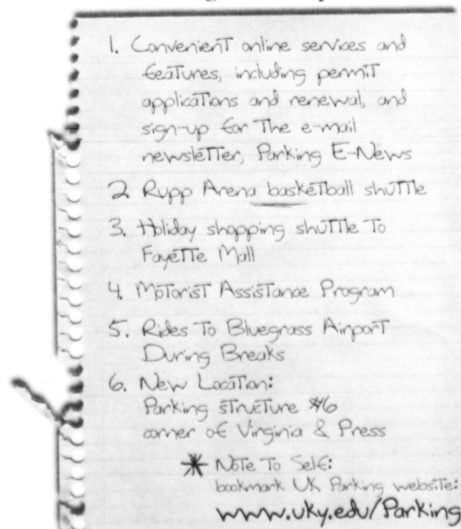 1. Convenient online services and
features, including permit
applications and renewal, and
sign-up for the e-mail
newsletter, Parking E-News
2 Rupp Arena basketball shuttle
3. Holiday shopping shuttle to
Fayette Mall
4. Motorist Assistance Program
5. Rides to Bluegrass Airport
During Breaks
6. New Location:
Parking structure #6
corner of Virginia & Press
* Note to Self:
bookmark UK Parking website:
www.uky.edu/Parking